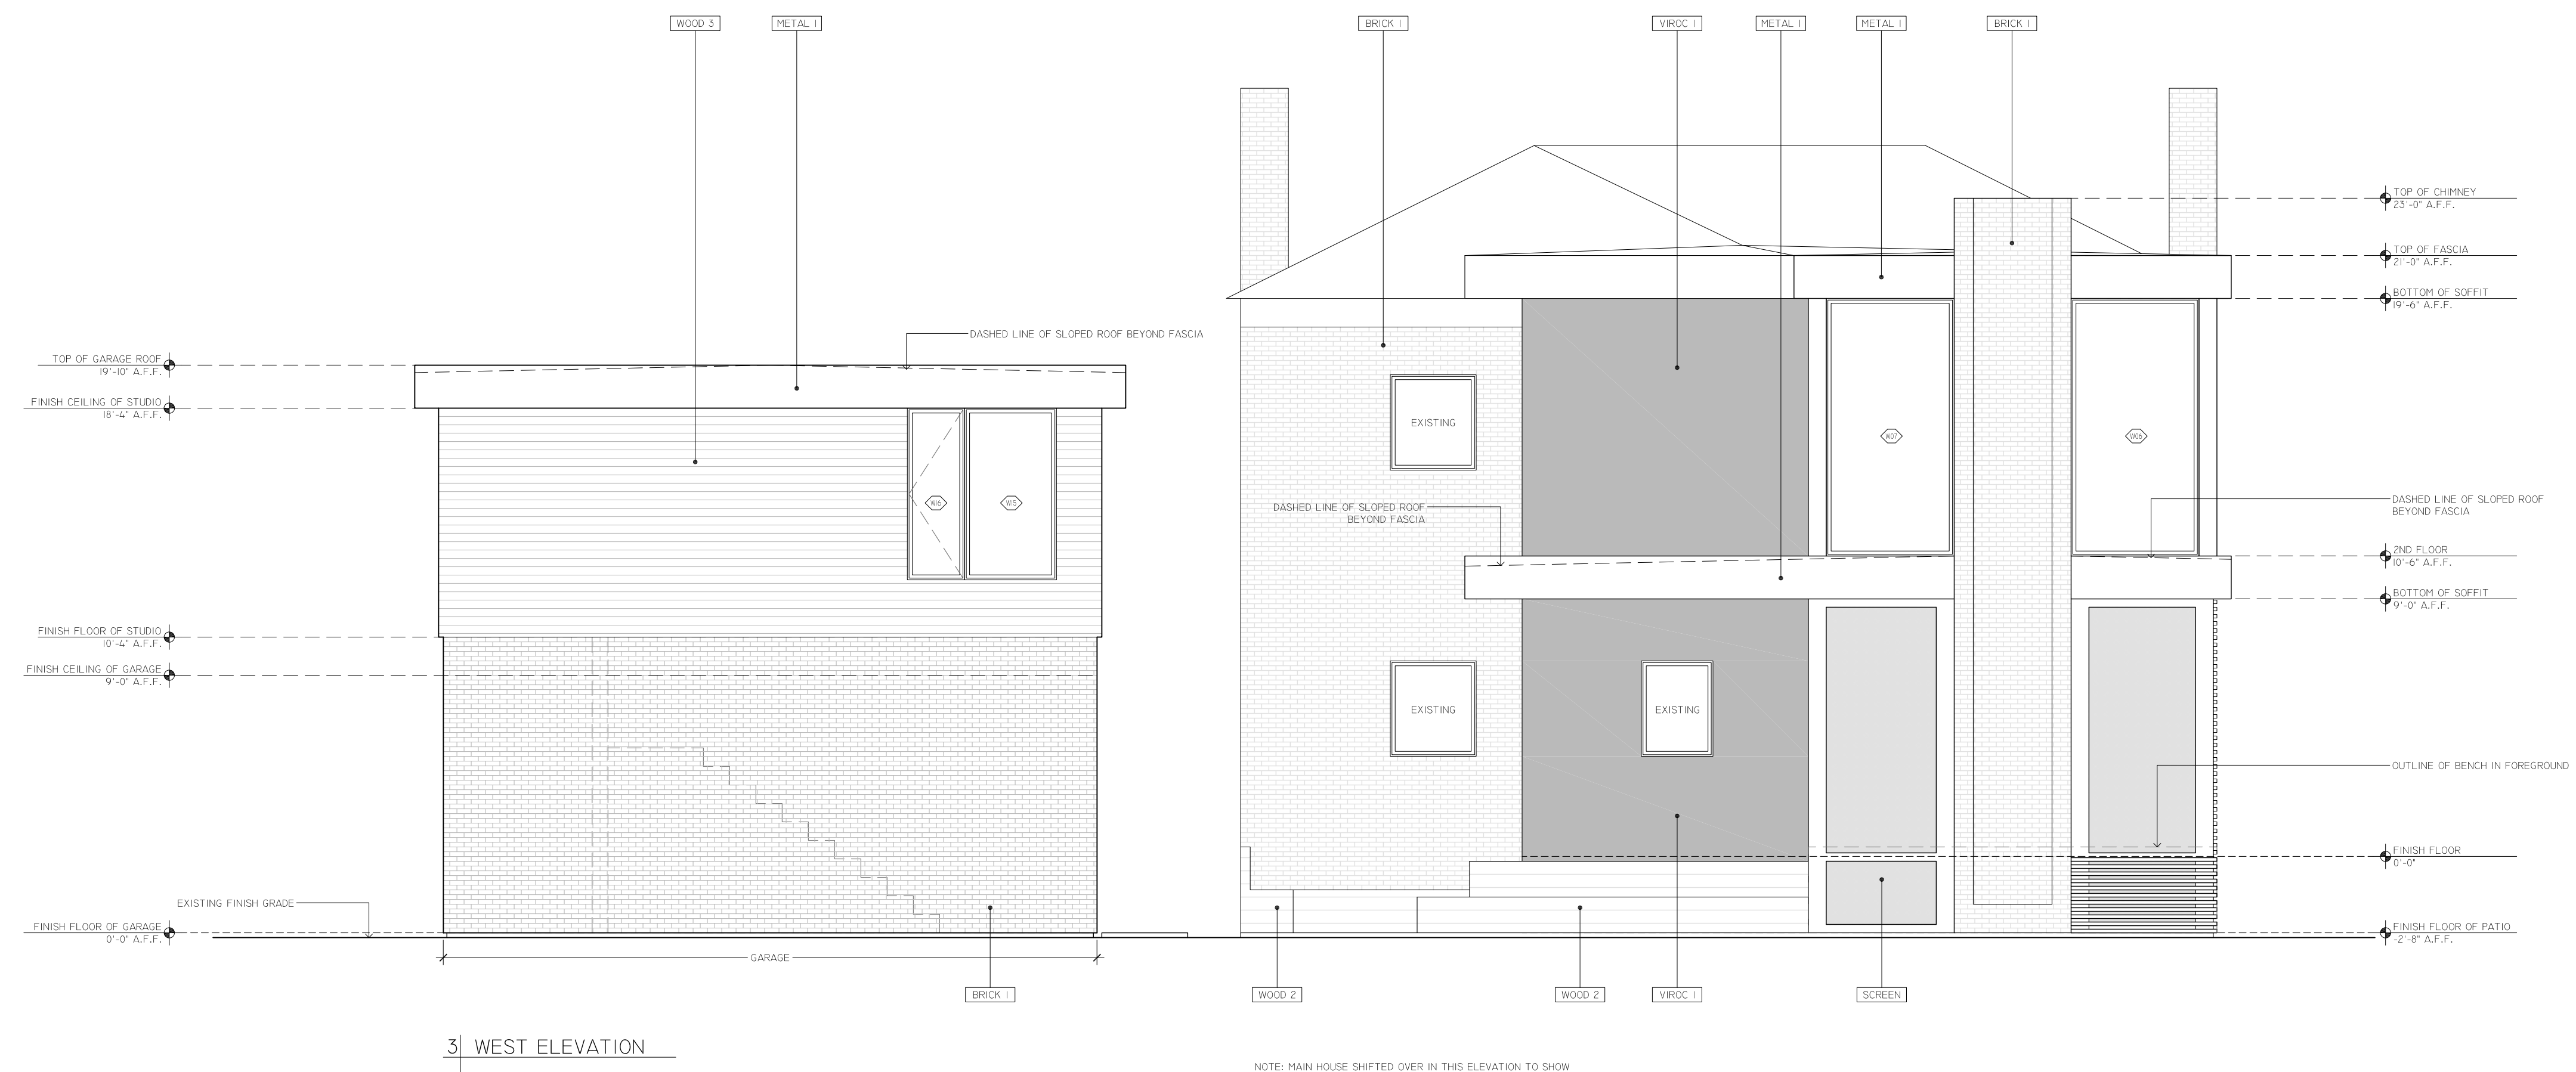 WOOD 3
METAL 1
BRICK 1
VIROC 1
METAL 1
METAL 1
BRICK 1
TOP OF CHIMNEY
23'-0" A.F.F.
TOP OF FASCIA
21'-0" A.F.F.
BOTTOM OF SOFFIT
19'-6" A.F.F.
DASHED LINE OF SLOPED ROOF BEYOND FASCIA
TOP OF GARAGE ROOF
19'-10" A.F.F.
FINISH CEILING OF STUDIO
18'-4" A.F.F.
EXISTING
W07
W06
W16
W15
DASHED LINE OF SLOPED ROOF
BEYOND FASCIA
DASHED LINE OF SLOPED ROOF
BEYOND FASCIA
2ND FLOOR
10'-6" A.F.F.
BOTTOM OF SOFFIT
9'-0" A.F.F.
FINISH FLOOR OF STUDIO
10'-4" A.F.F.
FINISH CEILING OF GARAGE
9'-0" A.F.F.
EXISTING
EXISTING
OUTLINE OF BENCH IN FOREGROUND
FINISH FLOOR
0'-0"
EXISTING FINISH GRADE
FINISH FLOOR OF GARAGE
0'-0" A.F.F.
FINISH FLOOR OF PATIO
-2'-8" A.F.F.
GARAGE
BRICK 1
WOOD 2
WOOD 2
VIROC 1
SCREEN
3 WEST ELEVATION
NOTE: MAIN HOUSE SHIFTED OVER IN THIS ELEVATION TO SHOW